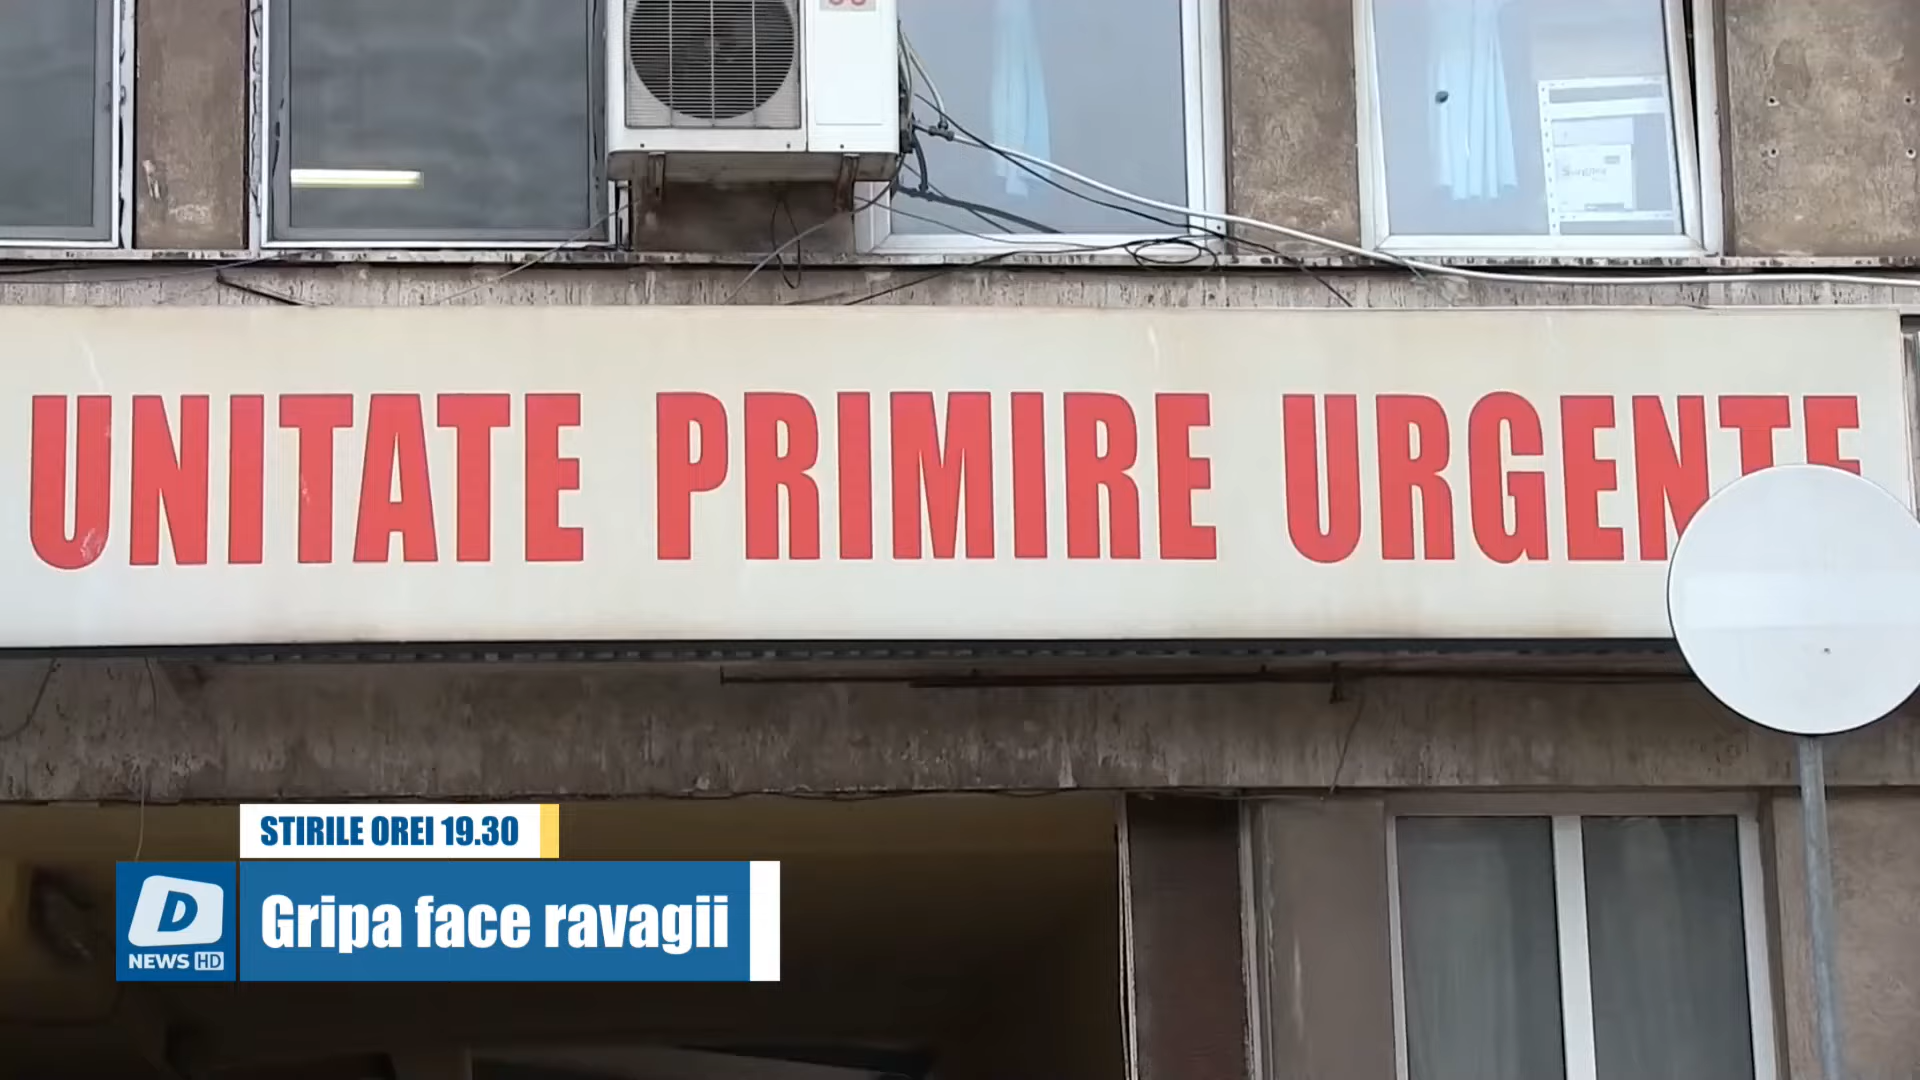 UNITATE PRIMIRE URGENTE
STIRILE OREI 19.30
D
NEWS HD
Gripa face ravagii